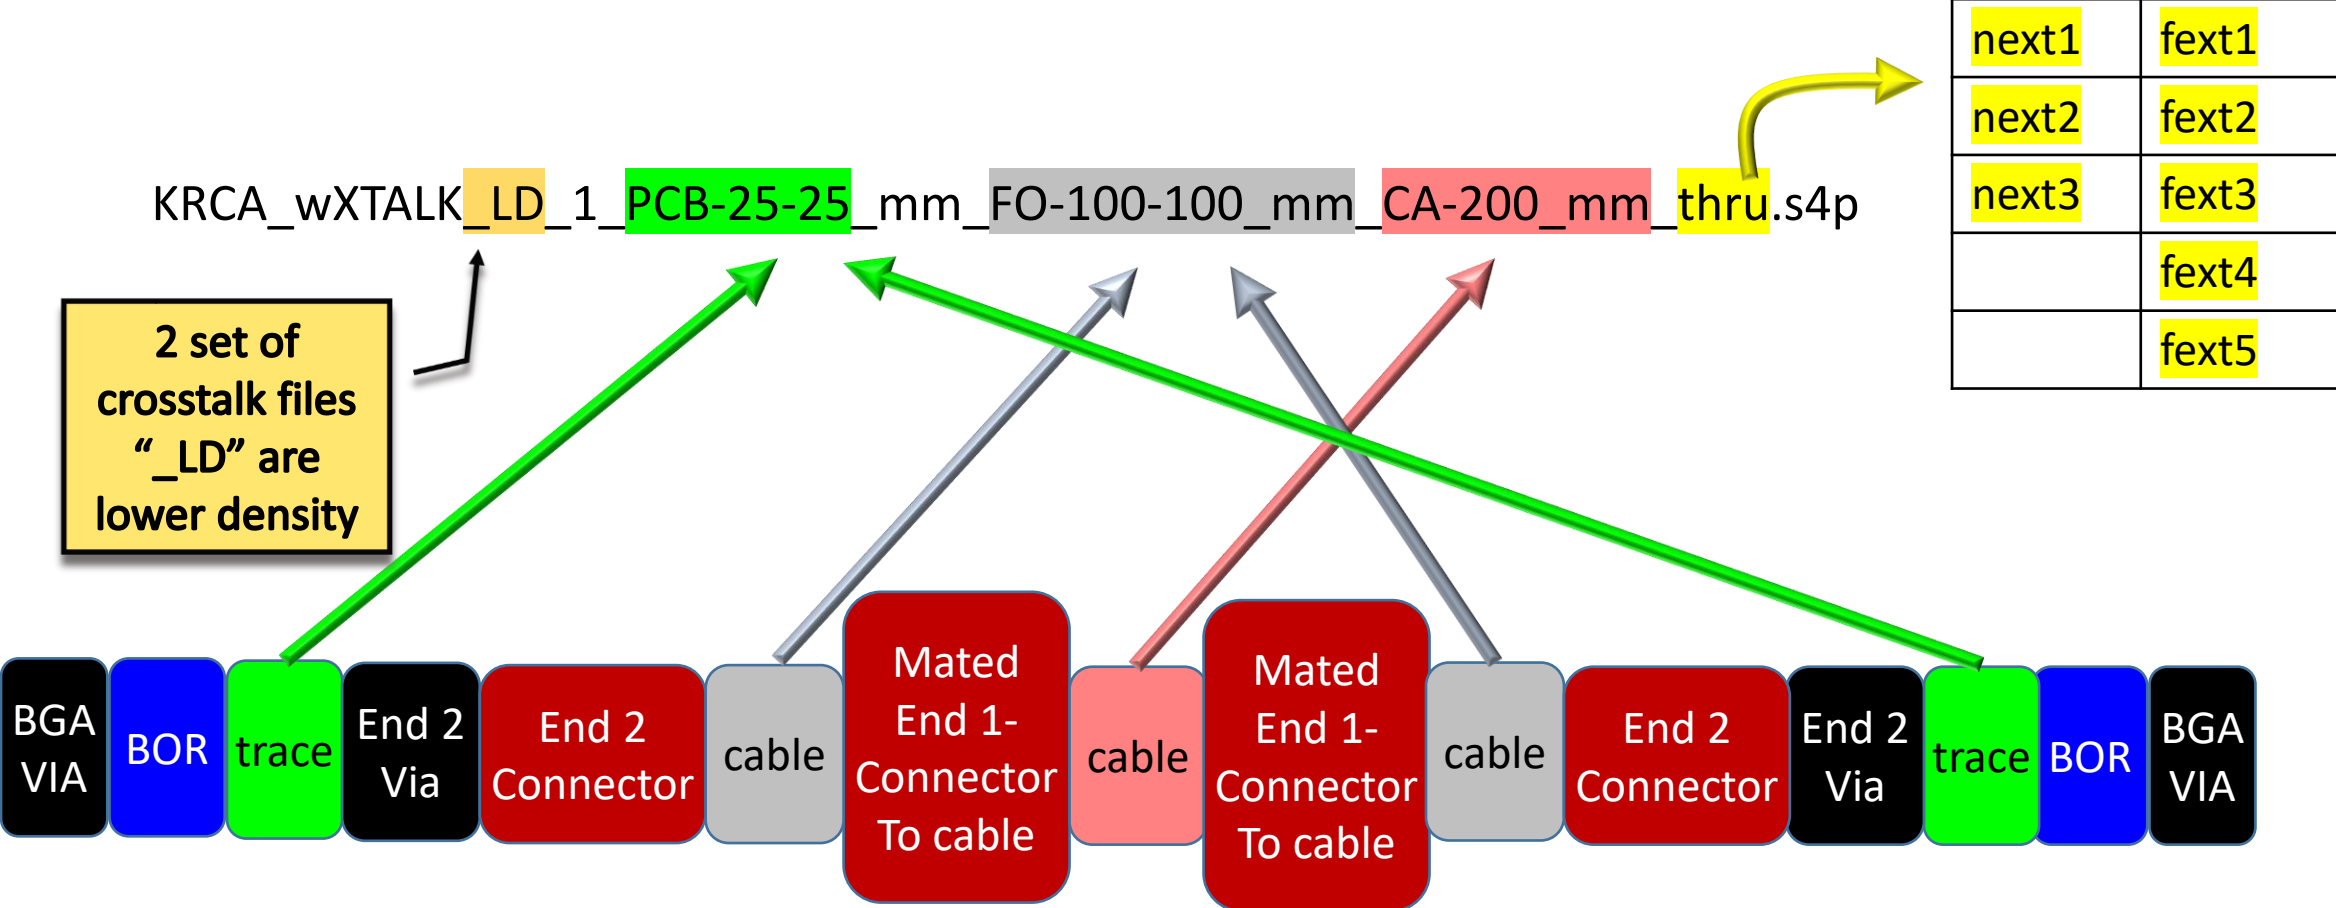 next1 fext1
next2 fext2
next3 fext3
fext4
fext5
KRCA_wXTALK_LD_1_PCB-25-25_mm_FO-100-100_mm_CA-200_mm_thru.s4p
2 set of
crosstalk files
“_LD” are
lower density
BGA
VIA
BOR
trace
End 2
Via
End 2
Connector
cable
Mated
End 1-
Connector
To cable
cable
Mated
End 1-
Connector
To cable
cable
End 2
Connector
End 2
Via
trace
BOR
BGA
VIA